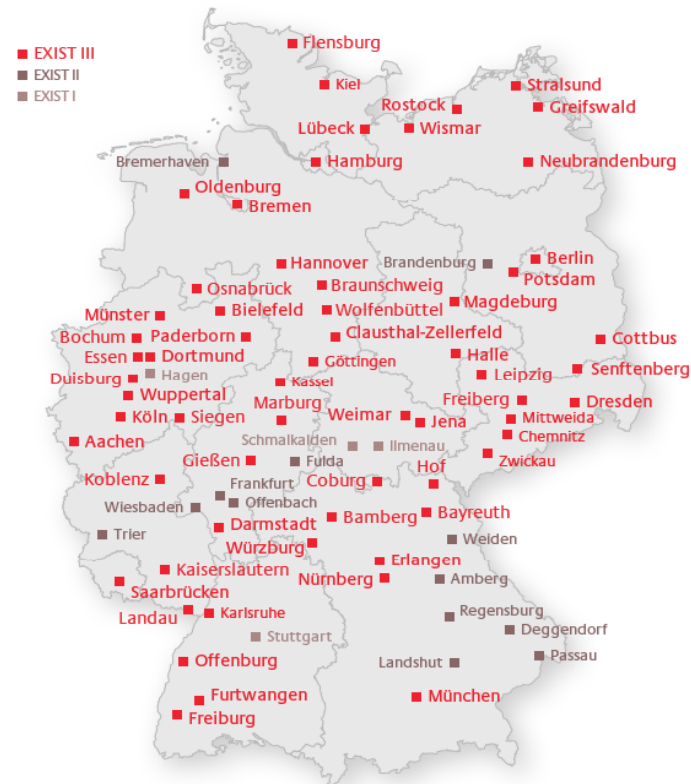 EXIST III
EXIST II
EXIST I
Flensburg
Kiel
Stralsund
Rostock
Greifswald
Lübeck
Wismar
Bremerhaven
Hamburg
Neubrandenburg
Oldenburg
Bremen
Hannover
Brandenburg
Berlin
Potsdam
Osnabrück
Braunschweig
Münster
Bielefeld
Wolfenbüttel
Magdeburg
Bochum
Paderborn
Clausthal-Zellerfeld
Cottbus
Essen
Dortmund
Göttingen
Halle
Leipzig
Senftenberg
Duisburg
Hagen
Kassel
Wuppertal
Marburg
Freiberg
Dresden
Köln
Siegen
Weimar
Jena
Mittweida
Chemnitz
Aachen
Schmalkalden
Ilmenau
Zwickau
Gießen
Fulda
Hof
Koblenz
Coburg
Frankfurt
Wiesbaden
Offenbach
Bamberg
Bayreuth
Trier
Darmstadt
Würzburg
Weiden
Erlangen
Kaiserslautern
Nürnberg
Amberg
Saarbrücken
Landau
Karlsruhe
Regensburg
Stuttgart
Deggendorf
Offenburg
Landshut
Passau
Furtwangen
München
Freiburg